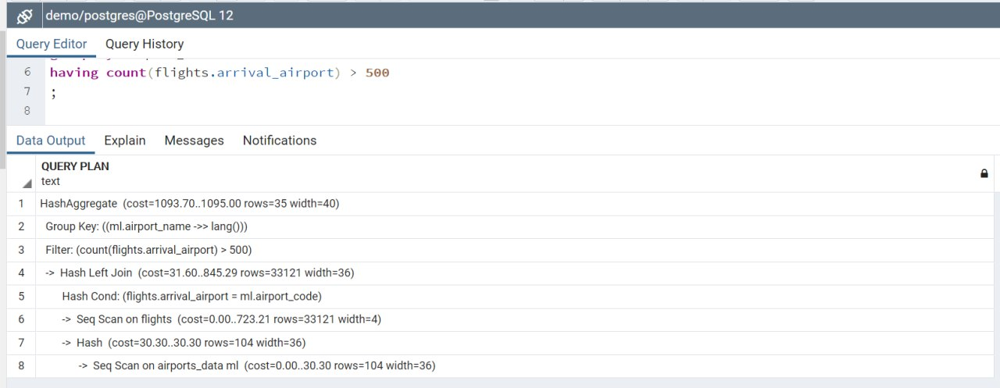 demo/postgres@PostgreSQL 12
Query Editor Query History
6 having count(flights.arrival_airport) > 500
7 ;
8
Data Output Explain Messages Notifications
QUERY PLAN
text
1 HashAggregate (cost=1093.70..1095.00 rows=35 width=40)
2 Group Key: ((ml.airport_name ->> lang()))
3 Filter: (count(flights.arrival_airport) > 500)
4 -> Hash Left Join (cost=31.60..845.29 rows=33121 width=36)
5 Hash Cond: (flights.arrival_airport = ml.airport_code)
6 -> Seq Scan on flights (cost=0.00..723.21 rows=33121 width=4)
7 -> Hash (cost=30.30..30.30 rows=104 width=36)
8 -> Seq Scan on airports_data ml (cost=0.00..30.30 rows=104 width=36)